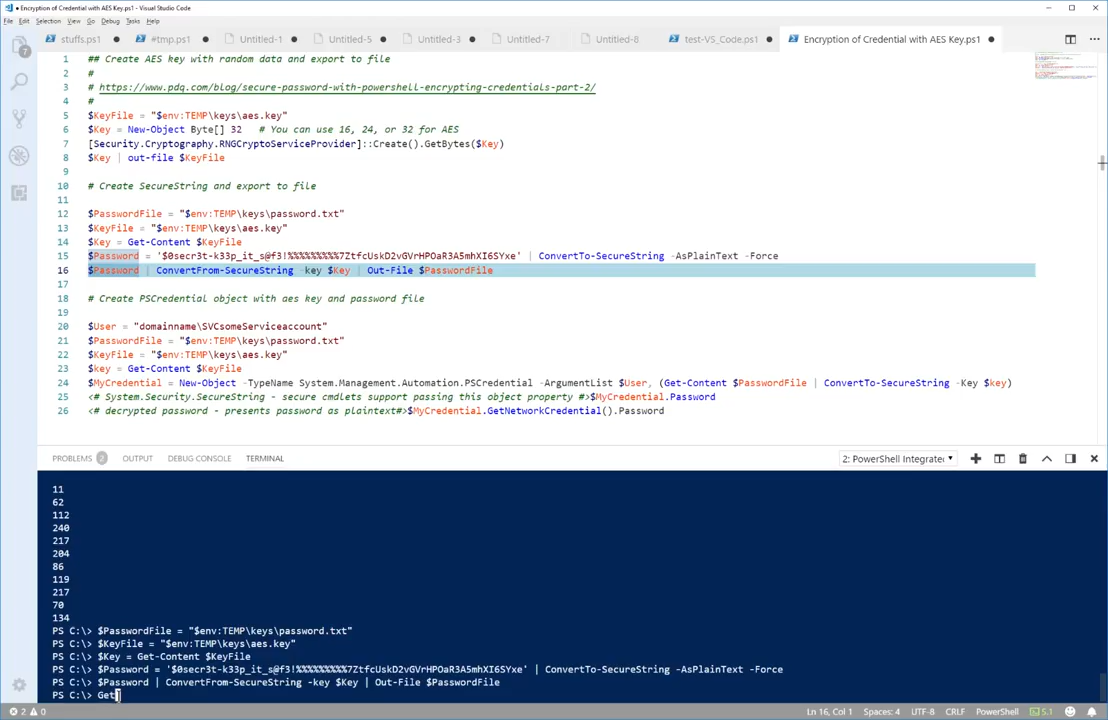 Encryption of Credential with AES Key.ps1 - Visual Studio Code
File Edit Selection View Go Debug Tasks Help
stuffs.ps1 #tmp.ps1 Untitled-1 Untitled-5 Untitled-3 Untitled-7 Untitled-8 test-VS_Code.ps1 Encryption of Credential with AES Key.ps1
7
1 ## Create AES key with random data and export to file
2 #
3 # https://www.pdq.com/blog/secure-password-with-powershell-encrypting-credentials-part-2/
4 #
5 $KeyFile = "$env:TEMP\keys\aes.key"
6 $Key = New-Object Byte[] 32 # You can use 16, 24, or 32 for AES
7 [Security.Cryptography.RNGCryptoServiceProvider]::Create().GetBytes($Key)
8 $Key | out-file $KeyFile
9
10 # Create SecureString and export to file
11
12 $PasswordFile = "$env:TEMP\keys\password.txt"
13 $KeyFile = "$env:TEMP\keys\aes.key"
14 $Key = Get-Content $KeyFile
15 $Password = '$0secr3t-k33p_it_s@f3!%%%%%%%%7ZtfcUskD2vGVrHPOaR3A5mhXI6SYxe' | ConvertTo-SecureString -AsPlainText -Force
16 $Password | ConvertFrom-SecureString -key $Key | Out-File $PasswordFile
17
18 # Create PSCredential object with aes key and password file
19
20 $User = "domainname\SVCsomeServiceaccount"
21 $PasswordFile = "$env:TEMP\keys\password.txt"
22 $KeyFile = "$env:TEMP\keys\aes.key"
23 $key = Get-Content $KeyFile
24 $MyCredential = New-Object -TypeName System.Management.Automation.PSCredential -ArgumentList $User, (Get-Content $PasswordFile | ConvertTo-SecureString -Key $key)
25 <# System.Security.SecureString - secure cmdLets support passing this object property #>$MyCredential.Password
26 <# decrypted password - presents password as plaintext#>$MyCredential.GetNetworkCredential().Password
PROBLEMS 2 OUTPUT DEBUG CONSOLE TERMINAL 2: PowerShell Integrated
11
62
112
240
217
204
86
119
217
70
134
PS C:\> $PasswordFile = "$env:TEMP\keys\password.txt"
PS C:\> $KeyFile = "$env:TEMP\keys\aes.key"
PS C:\> $Key = Get-Content $KeyFile
PS C:\> $Password = '$0secr3t-k33p_it_s@f3!%%%%%%%%7ZtfcUskD2vGVrHPOaR3A5mhXI6SYxe' | ConvertTo-SecureString -AsPlainText -Force
PS C:\> $Password | ConvertFrom-SecureString -key $Key | Out-File $PasswordFile
PS C:\> Get
2 0 Ln 16, Col 1 Spaces: 4 UTF-8 CRLF PowerShell 5.1